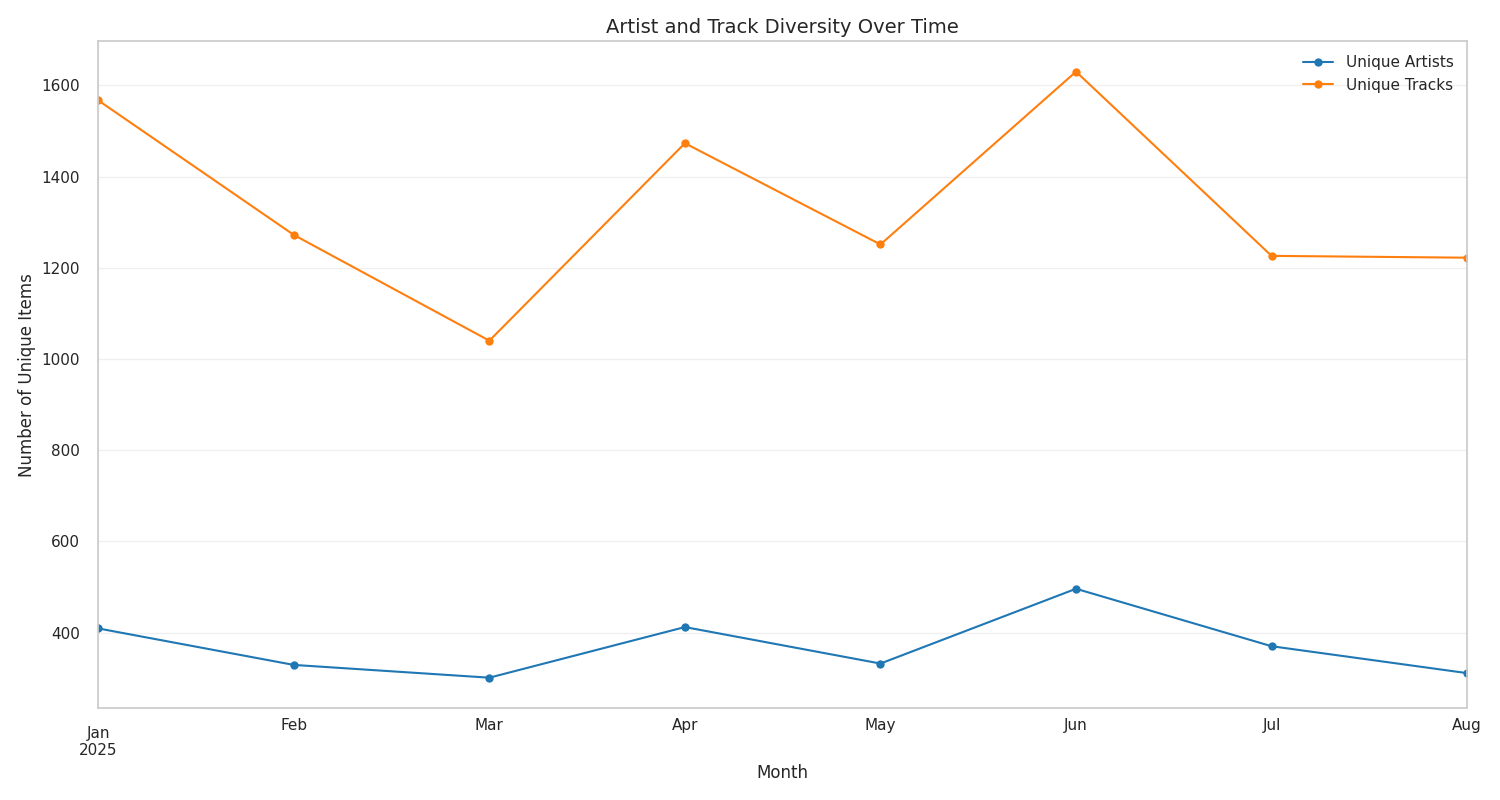 Artist and Track Diversity Over Time
Unique Artists
Unique Tracks
Number of Unique Items
1600
1400
1200
1000
800
600
400
Jan
2025
Feb
Mar
Apr
May
Jun
Jul
Aug
Month